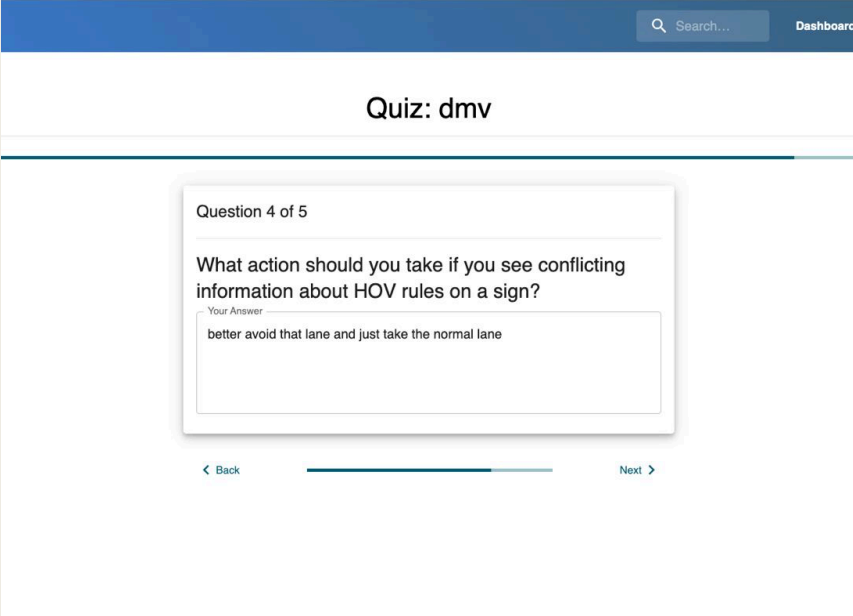 Search...
Dashboard
Quiz: dmv
Question 4 of 5
What action should you take if you see conflicting
information about HOV rules on a sign?
Your Answer
better avoid that lane and just take the normal lane
Back
Next